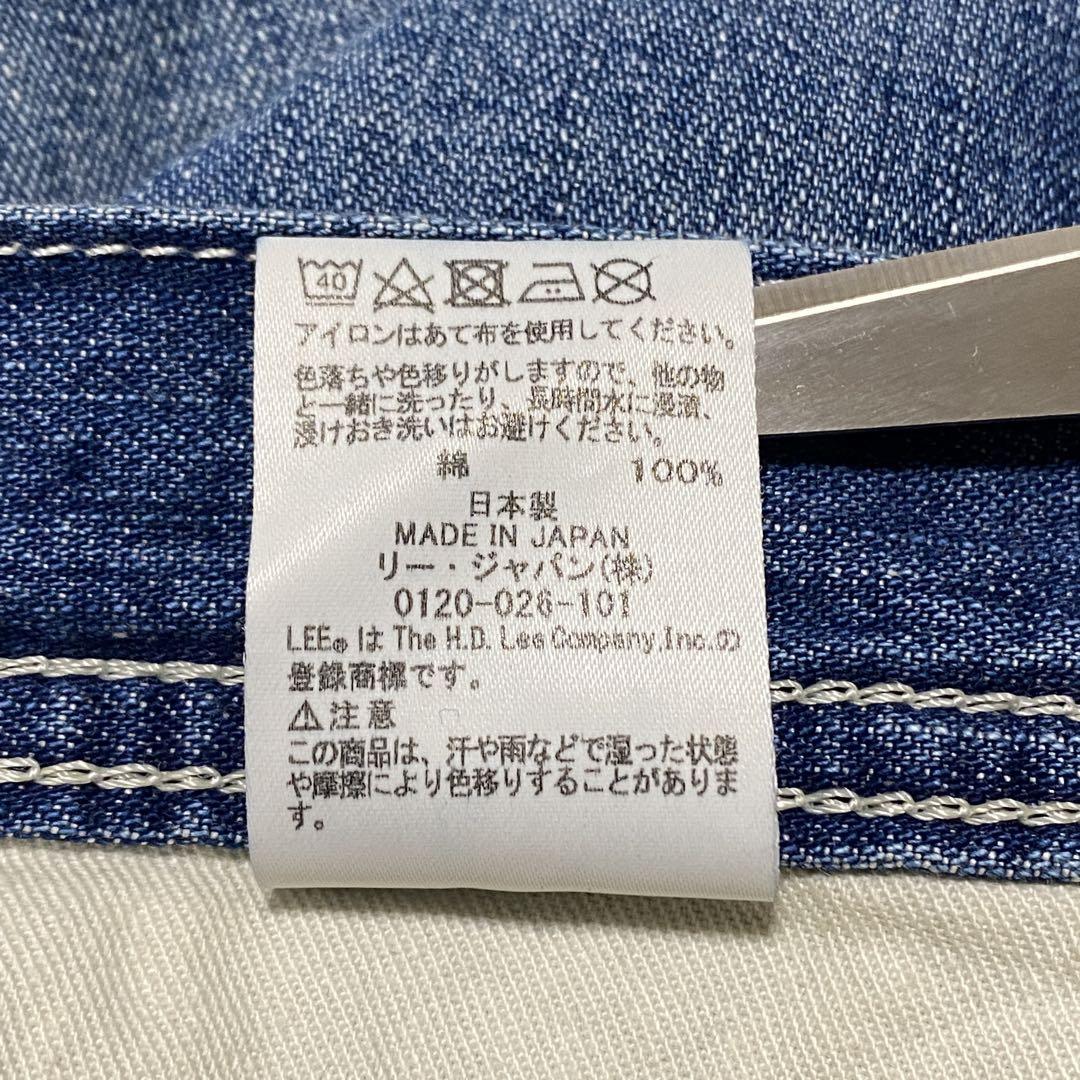 40
アイロンはあて布を使用してください。
色落ちや色移りがしますので、他の物
と一緒に洗ったり、長時間水に浸漬、
浸けおき洗いはお避けください。
綿 100%
日本製
MADE IN JAPAN
リー・ジャパン(株)
0120-026-101
LEE® は The H.D. Lee Company,Inc.の
登録商標です。
⚠注意
この商品は、汗や雨などで湿った状態
や摩擦により色移りすることがありま
す。